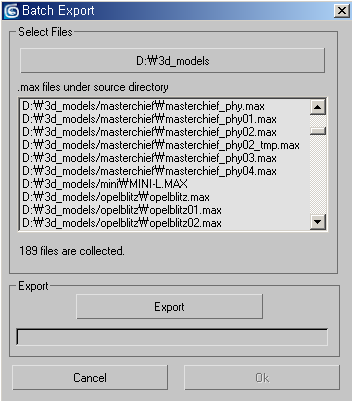 Batch Export
Select Files
D:₩3d_models
.max files under source directory
D:₩3d_models/masterchief₩masterchief_phy.max
D:₩3d_models/masterchief₩masterchief_phy01.max
D:₩3d_models/masterchief₩masterchief_phy02.max
D:₩3d_models/masterchief₩masterchief_phy02_tmp.max
D:₩3d_models/masterchief₩masterchief_phy03.max
D:₩3d_models/masterchief₩masterchief_phy04.max
D:₩3d_models/mini₩MINI-L.MAX
D:₩3d_models/opelblitz₩opelblitz.max
D:₩3d_models/opelblitz₩opelblitz01.max
D:₩3d_models/opelblitz₩opelblitz02.max
189 files are collected.
Export
Export
Cancel
Ok